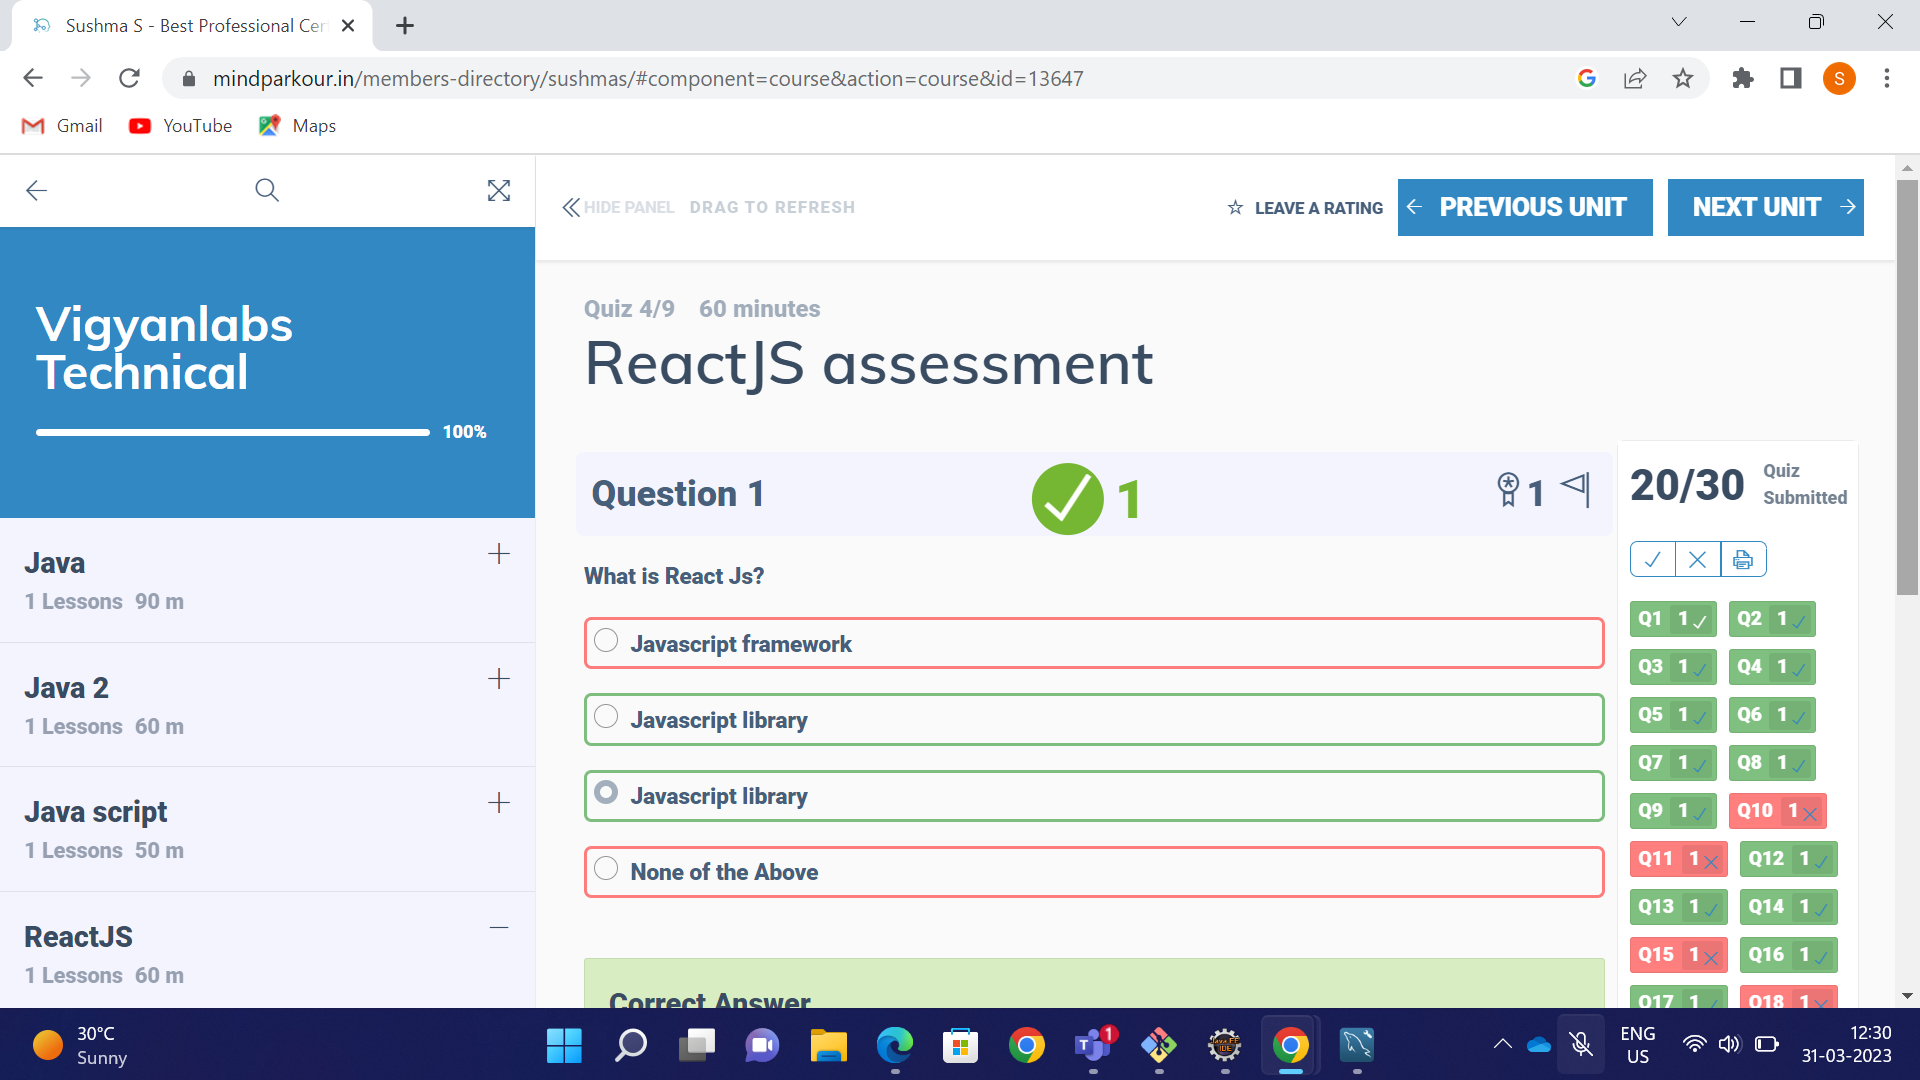 Sushma S - Best Professional Cer
mindparkour.in/members-directory/sushmas/#component=course&action=course&id=13647
S
Gmail
YouTube
Maps
HIDE PANEL DRAG TO REFRESH
LEAVE A RATING
PREVIOUS UNIT
NEXT UNIT
Vigyanlabs
Technical
100%
Java
1 Lessons 90 m
Java 2
1 Lessons 60 m
Java script
1 Lessons 50 m
ReactJS
1 Lessons 60 m
Quiz 4/9 60 minutes
ReactJS assessment
Question 1
1
1
What is React Js?
Javascript framework
Javascript library
Javascript library
None of the Above
Correct Answer
20/30
Quiz
Submitted
Q1 1
Q2 1
Q3 1
Q4 1
Q5 1
Q6 1
Q7 1
Q8 1
Q9 1
Q10 1
Q11 1
Q12 1
Q13 1
Q14 1
Q15 1
Q16 1
Q17 1
Q18 1
30°C
Sunny
1
ENG
US
12:30
31-03-2023